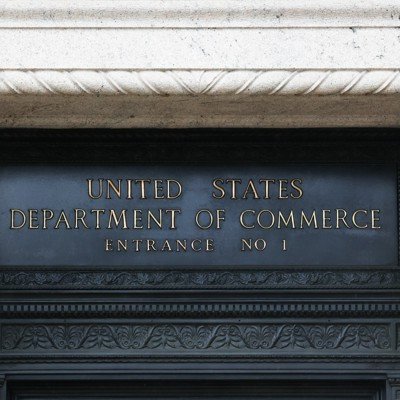 UNITED STATES
DEPARTMENT OF COMMERCE
ENTRANCE NO 1